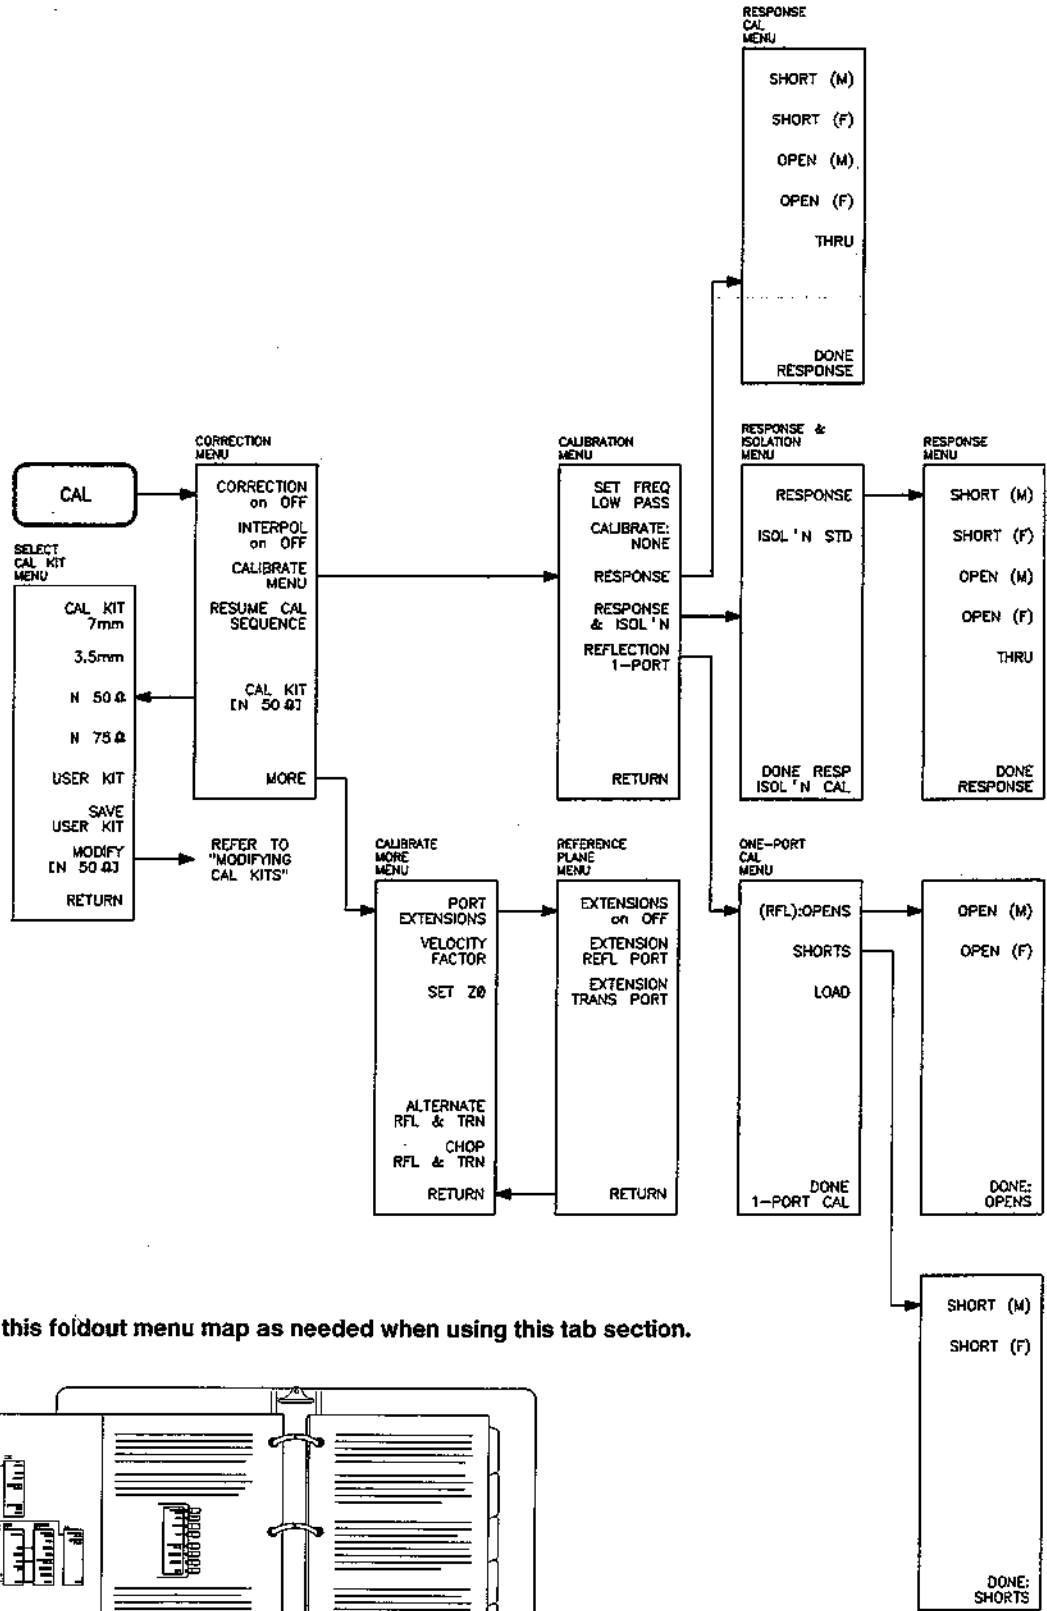 RESPONSE
CAL
MENU
SHORT (M)
SHORT (F)
OPEN (M)
OPEN (F)
THRU
DONE
RESPONSE
CAL
CORRECTION
MENU
CORRECTION
on OFF
INTERPOL
on OFF
CALIBRATE
MENU
RESUME CAL
SEQUENCE
CAL KIT
[N 50 Ω]
MORE
SELECT
CAL KIT
MENU
CAL KIT
7mm
3.5mm
N 50 Ω
N 75 Ω
USER KIT
SAVE
USER KIT
MODIFY
[N 50 Ω]
RETURN
REFER TO
"MODIFYING
CAL KITS"
CALIBRATION
MENU
SET FREQ
LOW PASS
CALIBRATE:
NONE
RESPONSE
RESPONSE
& ISOL'N
REFLECTION
1-PORT
RETURN
RESPONSE &
ISOLATION
MENU
RESPONSE
ISOL'N STD
DONE RESP
ISOL'N CAL
RESPONSE
MENU
SHORT (M)
SHORT (F)
OPEN (M)
OPEN (F)
THRU
DONE
RESPONSE
CALIBRATE
MORE
MENU
PORT
EXTENSIONS
VELOCITY
FACTOR
SET Z0
ALTERNATE
RFL & TRN
CHOP
RFL & TRN
RETURN
REFERENCE
PLANE
MENU
EXTENSIONS
on OFF
EXTENSION
REFL PORT
EXTENSION
TRANS PORT
RETURN
ONE-PORT
CAL
MENU
(RFL):OPENS
SHORTS
LOAD
DONE
1-PORT CAL
OPEN (M)
OPEN (F)
DONE:
OPENS
SHORT (M)
SHORT (F)
DONE:
SHORTS
this foldout menu map as needed when using this tab section.